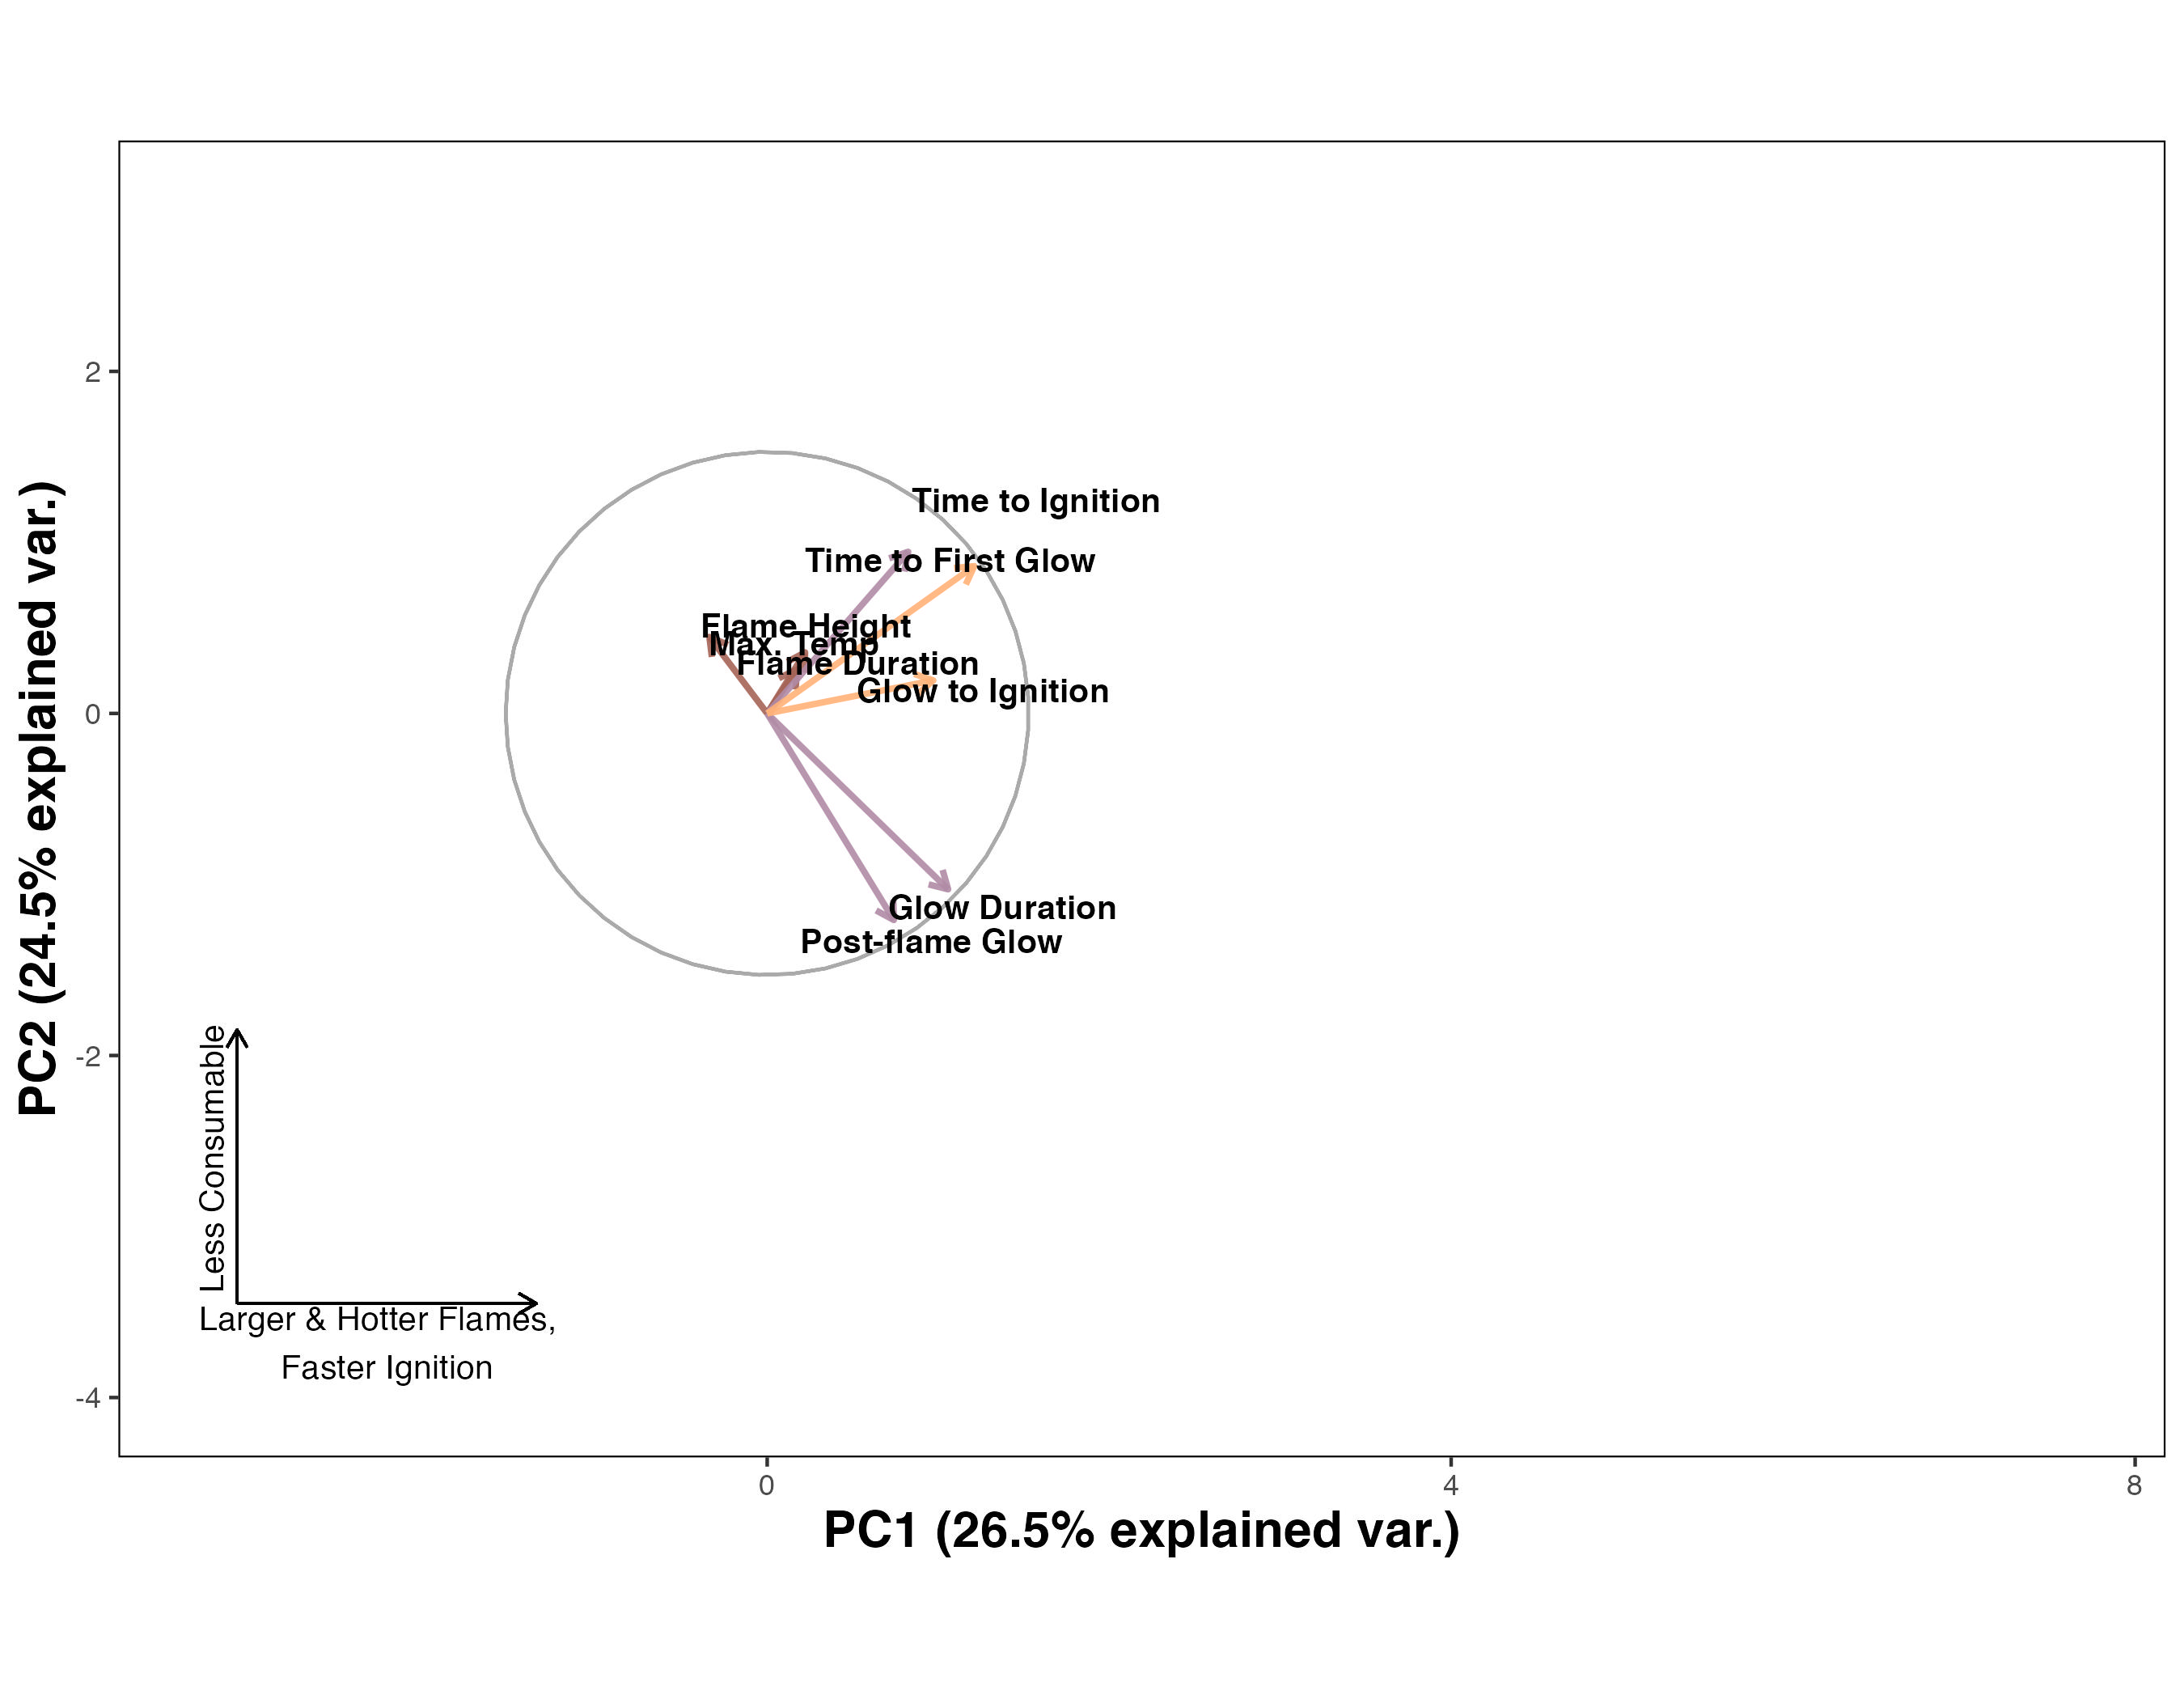 PC2 (24.5% explained var.)
2
0
-2
-4
Time to Ignition
Time to First Glow
Flame Height
Max. Temp
Flame Duration
Glow to Ignition
Glow Duration
Post-flame Glow
Less Consumable
Larger & Hotter Flames,
Faster Ignition
0
4
8
PC1 (26.5% explained var.)